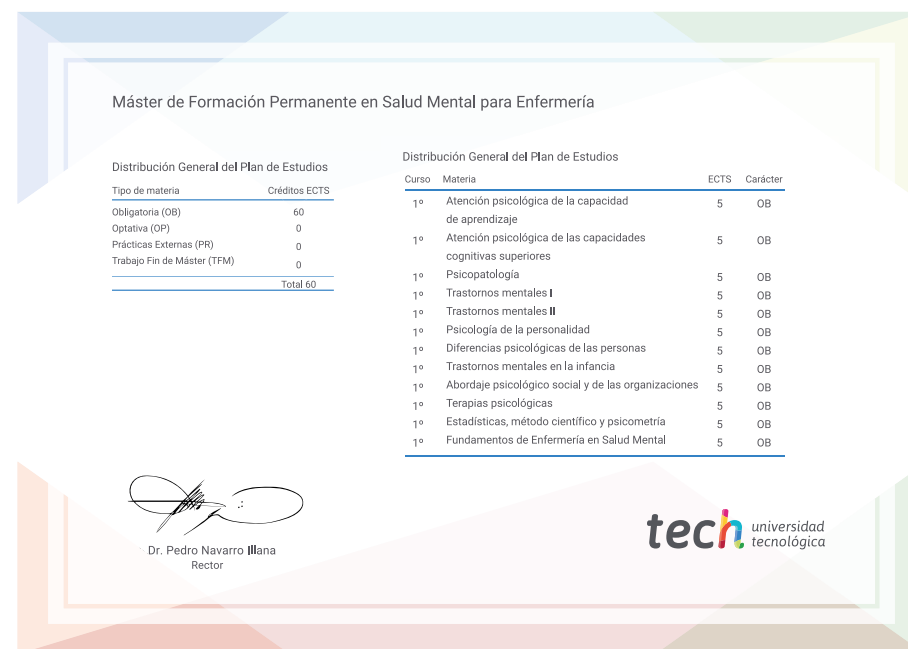 Máster de Formación Permanente en Salud Mental para Enfermería
Distribución General del Plan de Estudios
Tipo de materia Créditos ECTS
Obligatoria (OB) 60
Optativa (OP) 0
Prácticas Externas (PR) 0
Trabajo Fin de Máster (TFM) 0
Total 60
Distribución General del Plan de Estudios
Curso Materia ECTS Carácter
1º Atención psicológica de la capacidad 5 OB
de aprendizaje
1º Atención psicológica de las capacidades 5 OB
cognitivas superiores
1º Psicopatología 5 OB
1º Trastornos mentales I 5 OB
1º Trastornos mentales II 5 OB
1º Psicología de la personalidad 5 OB
1º Diferencias psicológicas de las personas 5 OB
1º Trastornos mentales en la infancia 5 OB
1º Abordaje psicológico social y de las organizaciones 5 OB
1º Terapias psicológicas 5 OB
1º Estadísticas, método científico y psicometría 5 OB
1º Fundamentos de Enfermería en Salud Mental 5 OB
Dr. Pedro Navarro Illana
Rector
tech universidad
tecnológica